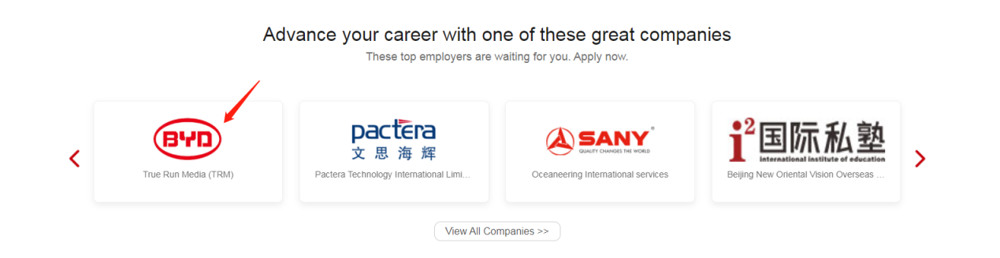 Advance your career with one of these great companies
These top employers are waiting for you. Apply now.
BYD
True Run Media (TRM)
pactera
文思海辉
Pactera Technology International Limi...
SANY®
QUALITY CHANGES THE WORLD
Oceaneering International services
i² 国际私塾
International Institute of education
Beijing New Oriental Vision Overseas ...
View All Companies >>